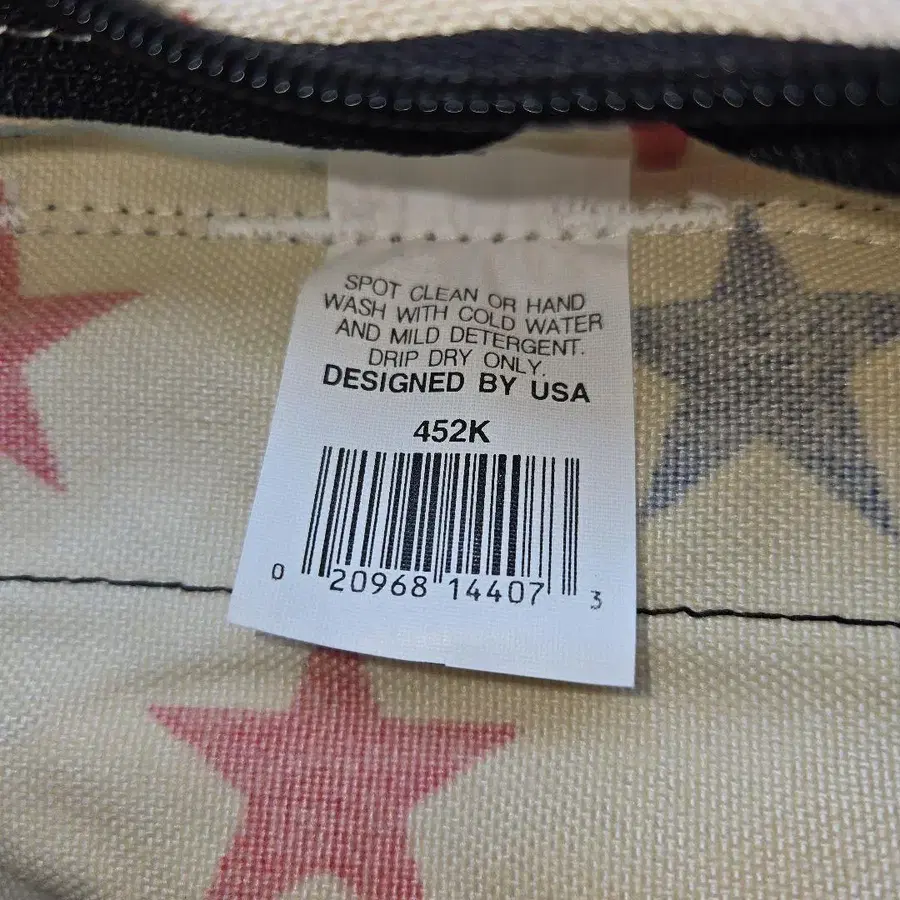 SPOT CLEAN OR HAND
WASH WITH COLD WATER
AND MILD DETERGENT.
DRIP DRY ONLY.
DESIGNED BY USA
452K
0 20968 14407 3